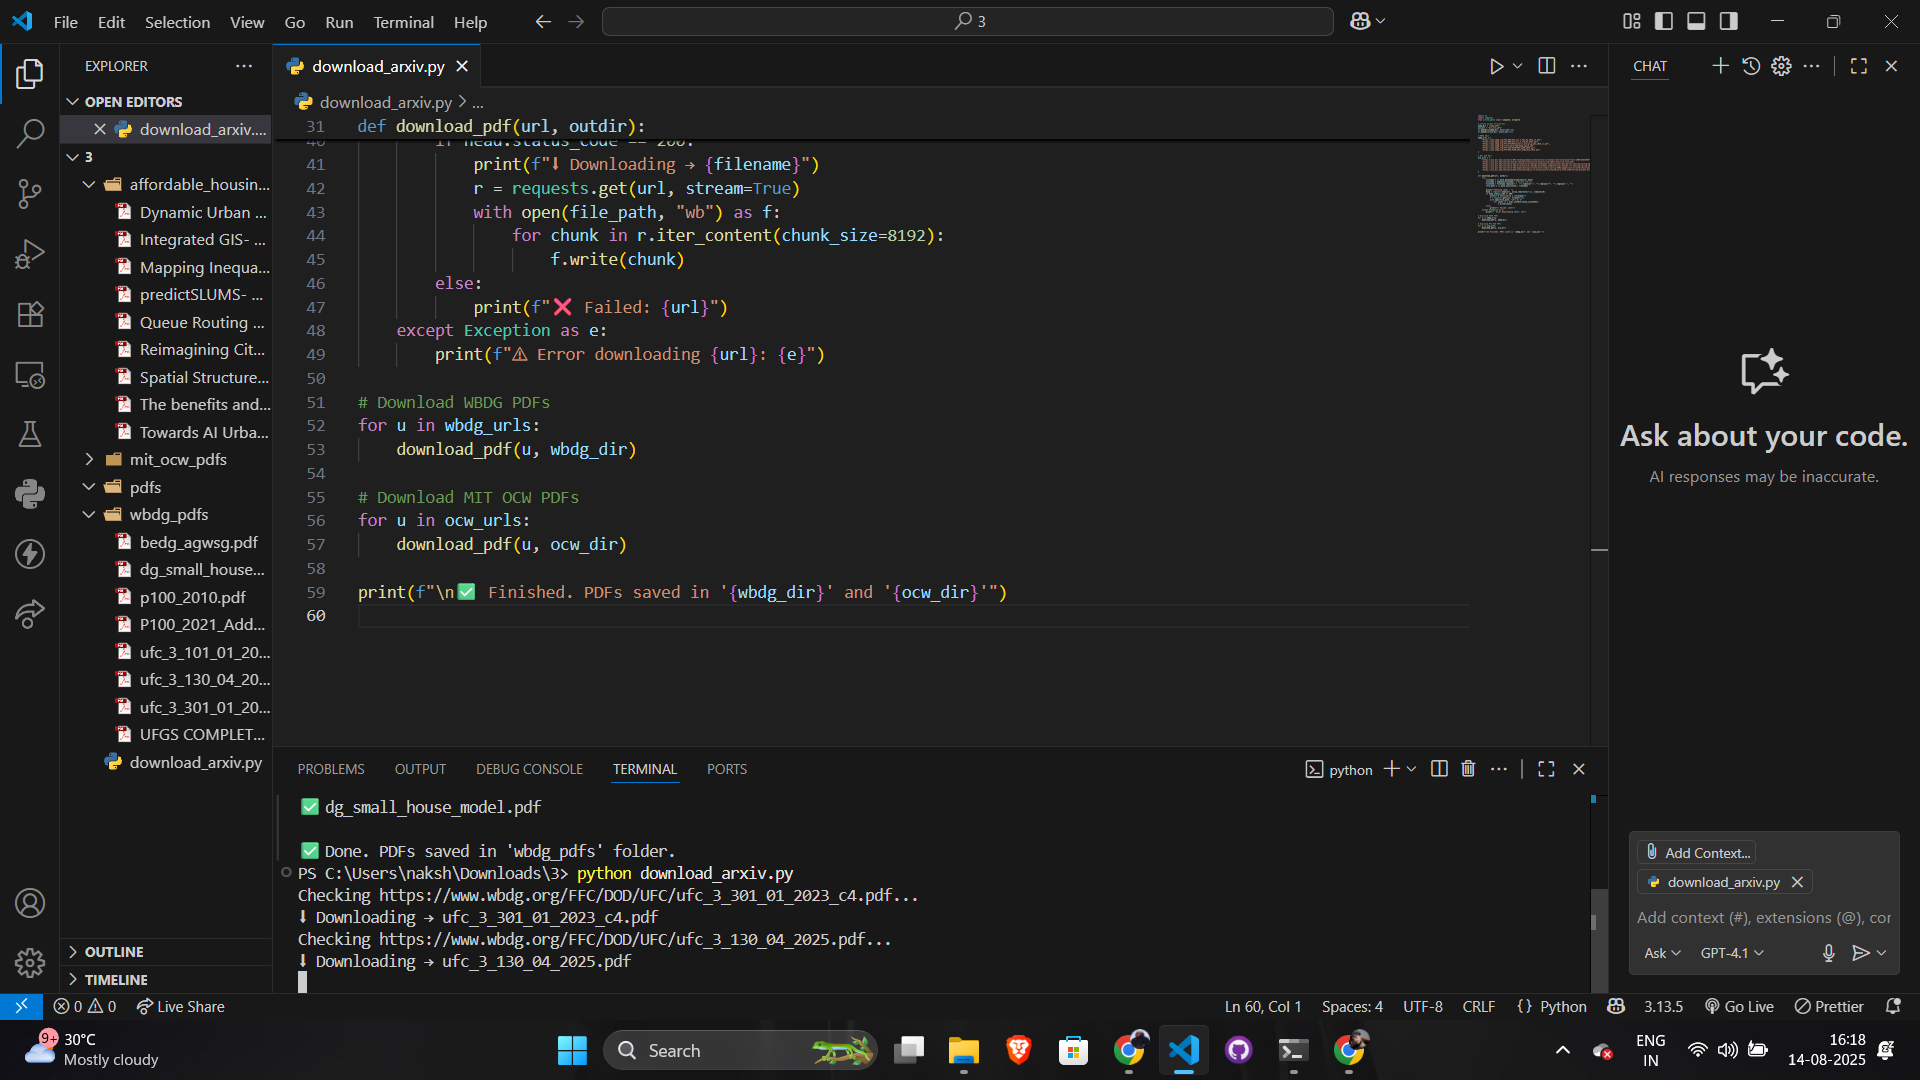 File Edit Selection View Go Run Terminal Help
3
EXPLORER
OPEN EDITORS
download_arxiv....
3
affordable_housin...
Dynamic Urban ...
Integrated GIS- ...
Mapping Inequa...
predictSLUMS- ...
Queue Routing ...
Reimagining Cit...
Spatial Structure...
The benefits and...
Towards AI Urba...
mit_ocw_pdfs
pdfs
wbdg_pdfs
bedg_agwsg.pdf
dg_small_house...
p100_2010.pdf
P100_2021_Add...
ufc_3_101_01_20...
ufc_3_130_04_20...
ufc_3_301_01_20...
UFGS COMPLET...
download_arxiv.py
OUTLINE
TIMELINE
download_arxiv.py
download_arxiv.py > ...
31 def download_pdf(url, outdir):
40 if head.status_code == 200:
41 print(f"⬇ Downloading → {filename}")
42 r = requests.get(url, stream=True)
43 with open(file_path, "wb") as f:
44 for chunk in r.iter_content(chunk_size=8192):
45 f.write(chunk)
46 else:
47 print(f"❌ Failed: {url}")
48 except Exception as e:
49 print(f"⚠ Error downloading {url}: {e}")
50
51 # Download WBDG PDFs
52 for u in wbdg_urls:
53 download_pdf(u, wbdg_dir)
54
55 # Download MIT OCW PDFs
56 for u in ocw_urls:
57 download_pdf(u, ocw_dir)
58
59 print(f"\n✅ Finished. PDFs saved in '{wbdg_dir}' and '{ocw_dir}'")
60
PROBLEMS OUTPUT DEBUG CONSOLE TERMINAL PORTS
python
✅ dg_small_house_model.pdf
✅ Done. PDFs saved in 'wbdg_pdfs' folder.
PS C:\Users\naksh\Downloads\3> python download_arxiv.py
Checking https://www.wbdg.org/FFC/DOD/UFC/ufc_3_301_01_2023_c4.pdf...
⬇ Downloading → ufc_3_301_01_2023_c4.pdf
Checking https://www.wbdg.org/FFC/DOD/UFC/ufc_3_130_04_2025.pdf...
⬇ Downloading → ufc_3_130_04_2025.pdf
CHAT
Ask about your code.
AI responses may be inaccurate.
Add Context...
download_arxiv.py
Add context (#), extensions (@), cor
Ask GPT-4.1
0 0 Live Share
Ln 60, Col 1 Spaces: 4 UTF-8 CRLF {} Python 3.13.5 Go Live Prettier
9+
30°C
Mostly cloudy
Search
ENG
IN
16:18
14-08-2025